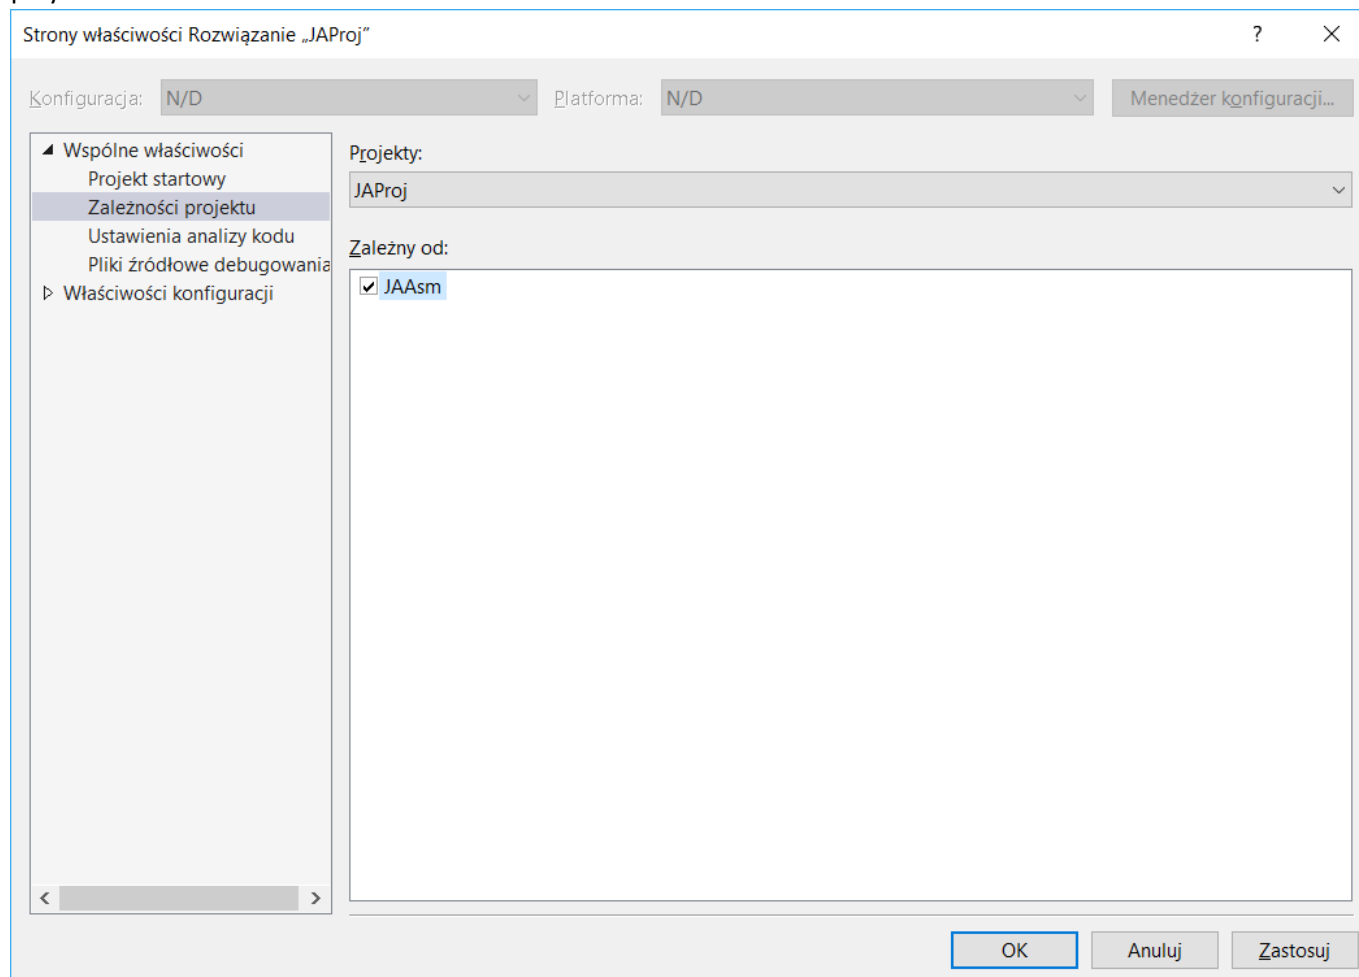 Strony właściwości Rozwiązanie „JAProj”
?
Konfiguracja: N/D Platforma: N/D Menedżer konfiguracji...
Wspólne właściwości
Projekt startowy
Zależności projektu
Ustawienia analizy kodu
Pliki źródłowe debugowania
Właściwości konfiguracji
Projekty:
JAProj
Zależny od:
JAAsm
OK Anuluj Zastosuj